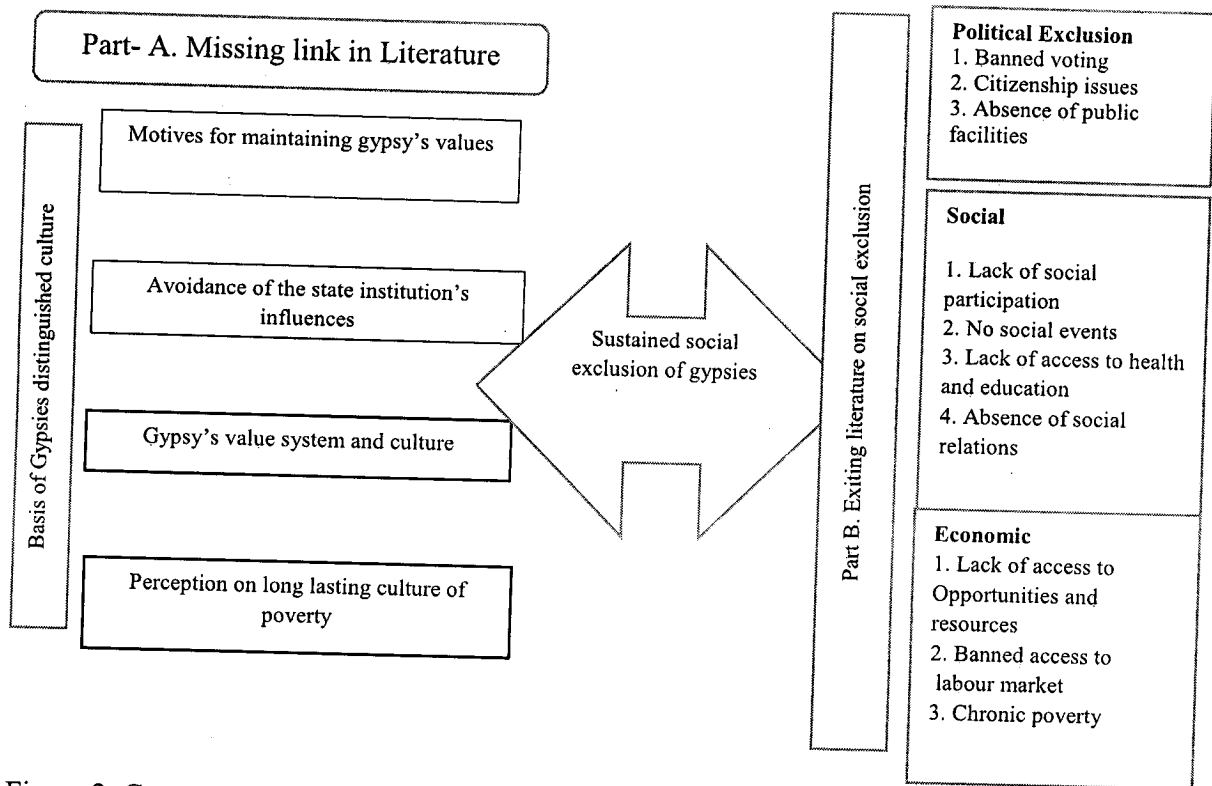 Part- A. Missing link in Literature
Basis of Gypsies distinguished culture
Motives for maintaining gypsy's values
Avoidance of the state institution's
influences
Gypsy's value system and culture
Perception on long lasting culture of
poverty
Sustained social
exclusion of gypsies
Part B. Exiting literature on social exclusion
Political Exclusion
1. Banned voting
2. Citizenship issues
3. Absence of public
facilities
Social
1. Lack of social
participation
2. No social events
3. Lack of access to health
and education
4. Absence of social
relations
Economic
1. Lack of access to
Opportunities and
resources
2. Banned access to
labour market
3. Chronic poverty